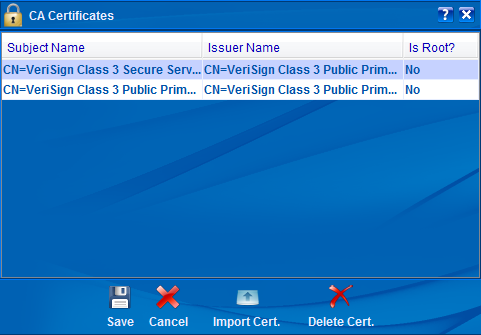 CA Certificates
Subject Name Issuer Name Is Root?
CN=VeriSign Class 3 Secure Serv... CN=VeriSign Class 3 Public Prim... No
CN=VeriSign Class 3 Public Prim... CN=VeriSign Class 3 Public Prim... No
Save Cancel Import Cert. Delete Cert.